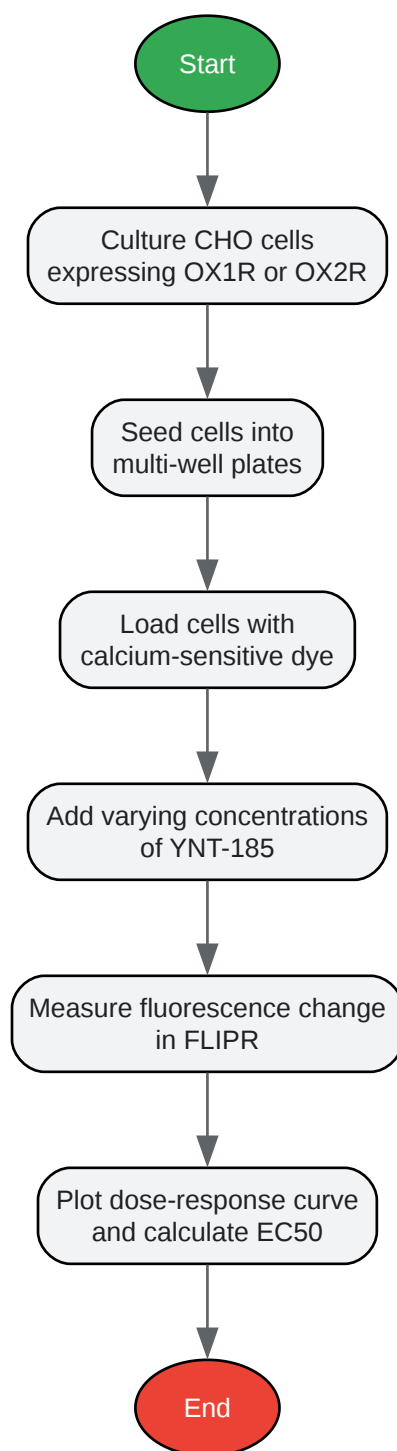 Start
Culture CHO cells
expressing OX1R or OX2R
Seed cells into
multi-well plates
Load cells with
calcium-sensitive dye
Add varying concentrations
of YNT-185
Measure fluorescence change
in FLIPR
Plot dose-response curve
and calculate EC50
End